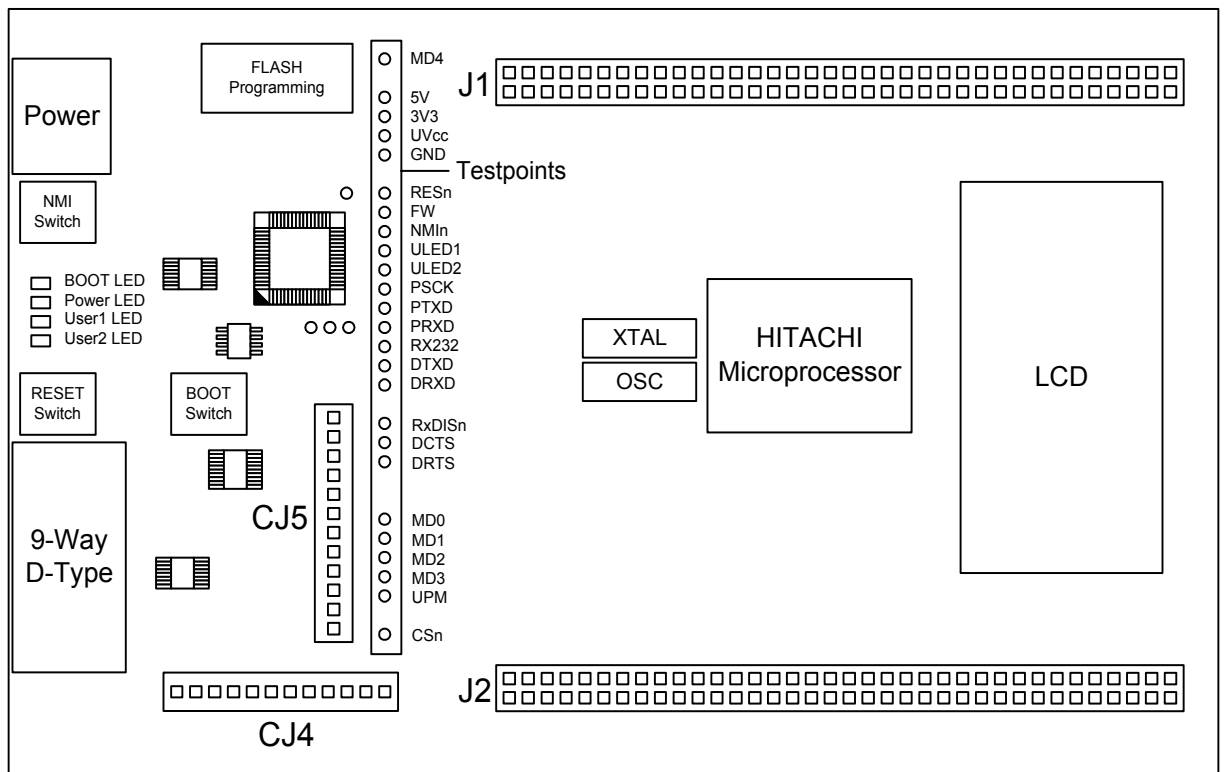 Power
NMI
Switch
BOOT LED
Power LED
User1 LED
User2 LED
RESET
Switch
BOOT
Switch
9-Way
D-Type
FLASH
Programming
MD4
5V
3V3
UVcc
GND
Testpoints
RESn
FW
NMIn
ULED1
ULED2
PSCK
PTXD
PRXD
RX232
DTXD
DRXD
RxDISn
DCTS
DRTS
MD0
MD1
MD2
MD3
UPM
CSn
CJ5
CJ4
J1
XTAL
OSC
HITACHI
Microprocessor
LCD
J2